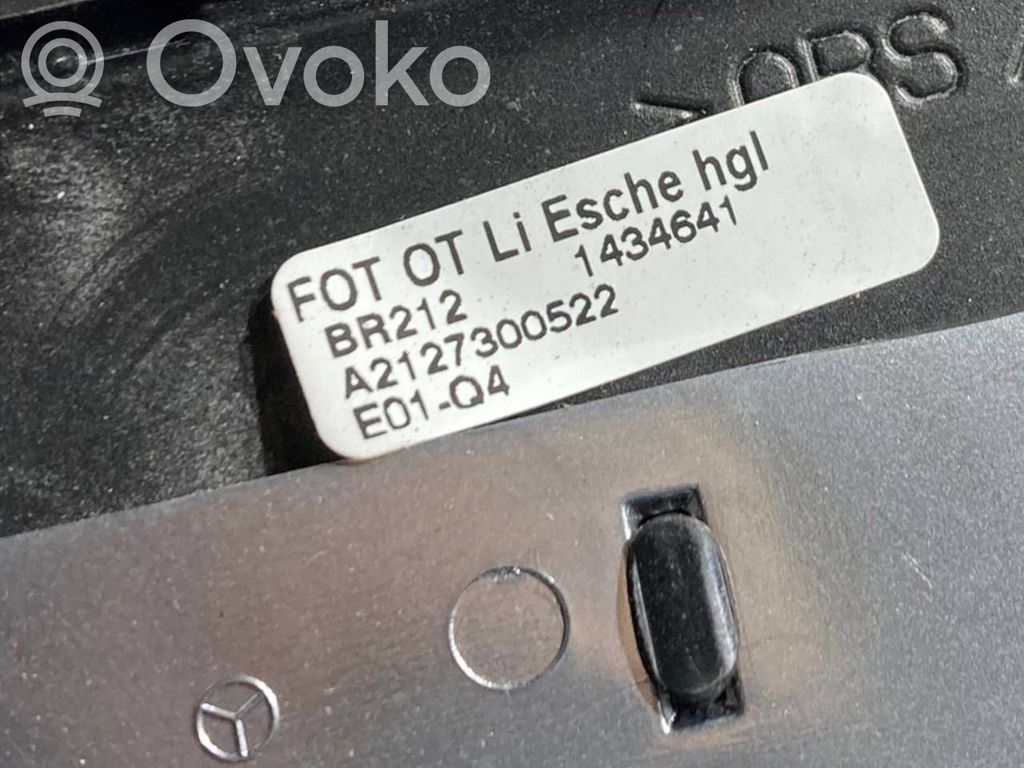 Ovoko
FOT OT Li Esche hgl
BR212 1434641
A2127300522
E01-Q4